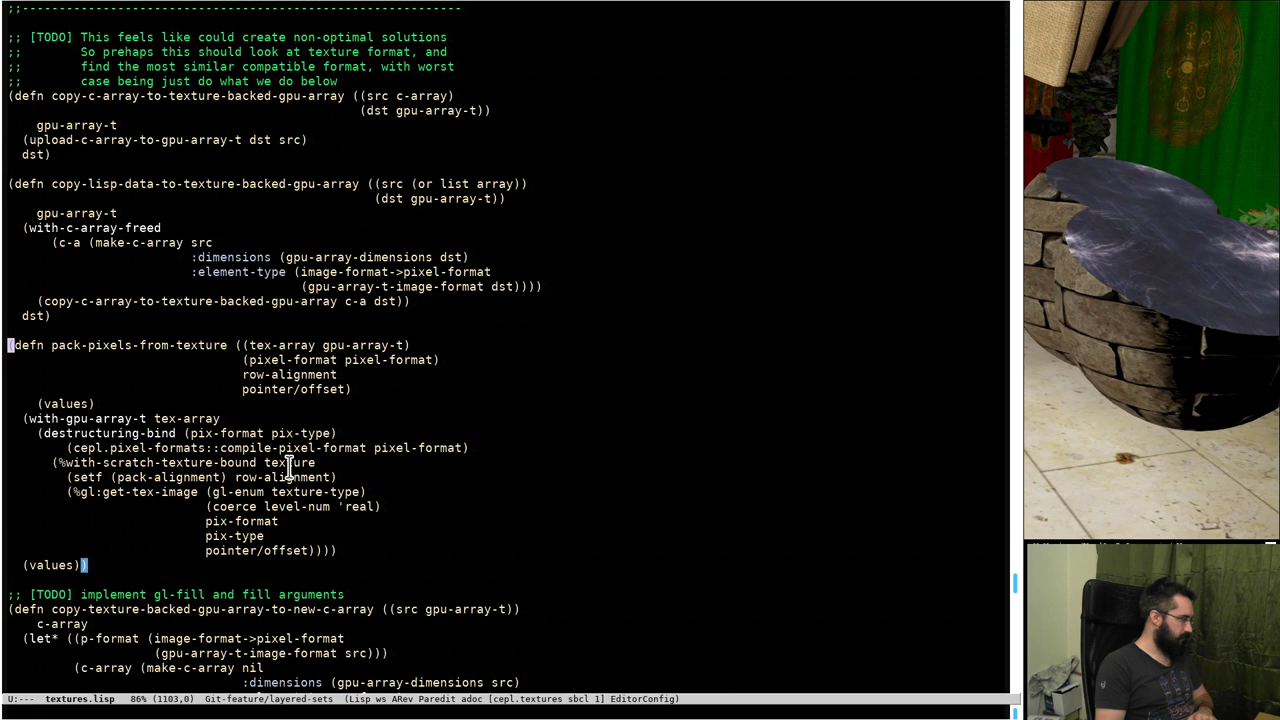 ;;-----------------------------------------------------------
;; [TODO] This feels like could create non-optimal solutions
;;        So prehaps this should look at texture format, and
;;        find the most similar compatible format, with worst
;;        case being just do what we do below
(defn copy-c-array-to-texture-backed-gpu-array ((src c-array)
                                                (dst gpu-array-t))
    gpu-array-t
  (upload-c-array-to-gpu-array-t dst src)
  dst)
(defn copy-lisp-data-to-texture-backed-gpu-array ((src (or list array))
                                                  (dst gpu-array-t))
    gpu-array-t
  (with-c-array-freed
      (c-a (make-c-array src
                         :dimensions (gpu-array-dimensions dst)
                         :element-type (image-format->pixel-format
                                        (gpu-array-t-image-format dst))))
    (copy-c-array-to-texture-backed-gpu-array c-a dst))
  dst)
(defn pack-pixels-from-texture ((tex-array gpu-array-t)
                                (pixel-format pixel-format)
                                row-alignment
                                pointer/offset)
    (values)
  (with-gpu-array-t tex-array
    (destructuring-bind (pix-format pix-type)
        (cepl.pixel-formats::compile-pixel-format pixel-format)
      (%with-scratch-texture-bound texture
        (setf (pack-alignment) row-alignment)
        (%gl:get-tex-image (gl-enum texture-type)
                           (coerce level-num 'real)
                           pix-format
                           pix-type
                           pointer/offset))))
  (values))
;; [TODO] implement gl-fill and fill arguments
(defn copy-texture-backed-gpu-array-to-new-c-array ((src gpu-array-t))
    c-array
  (let* ((p-format (image-format->pixel-format
                    (gpu-array-t-image-format src)))
         (c-array (make-c-array nil
                                :dimensions (gpu-array-dimensions src)
U:---  textures.lisp   86% (1103,0)  Git-feature/layered-sets  (Lisp ws ARev Paredit adoc [cepl.textures sbcl 1] EditorConfig)